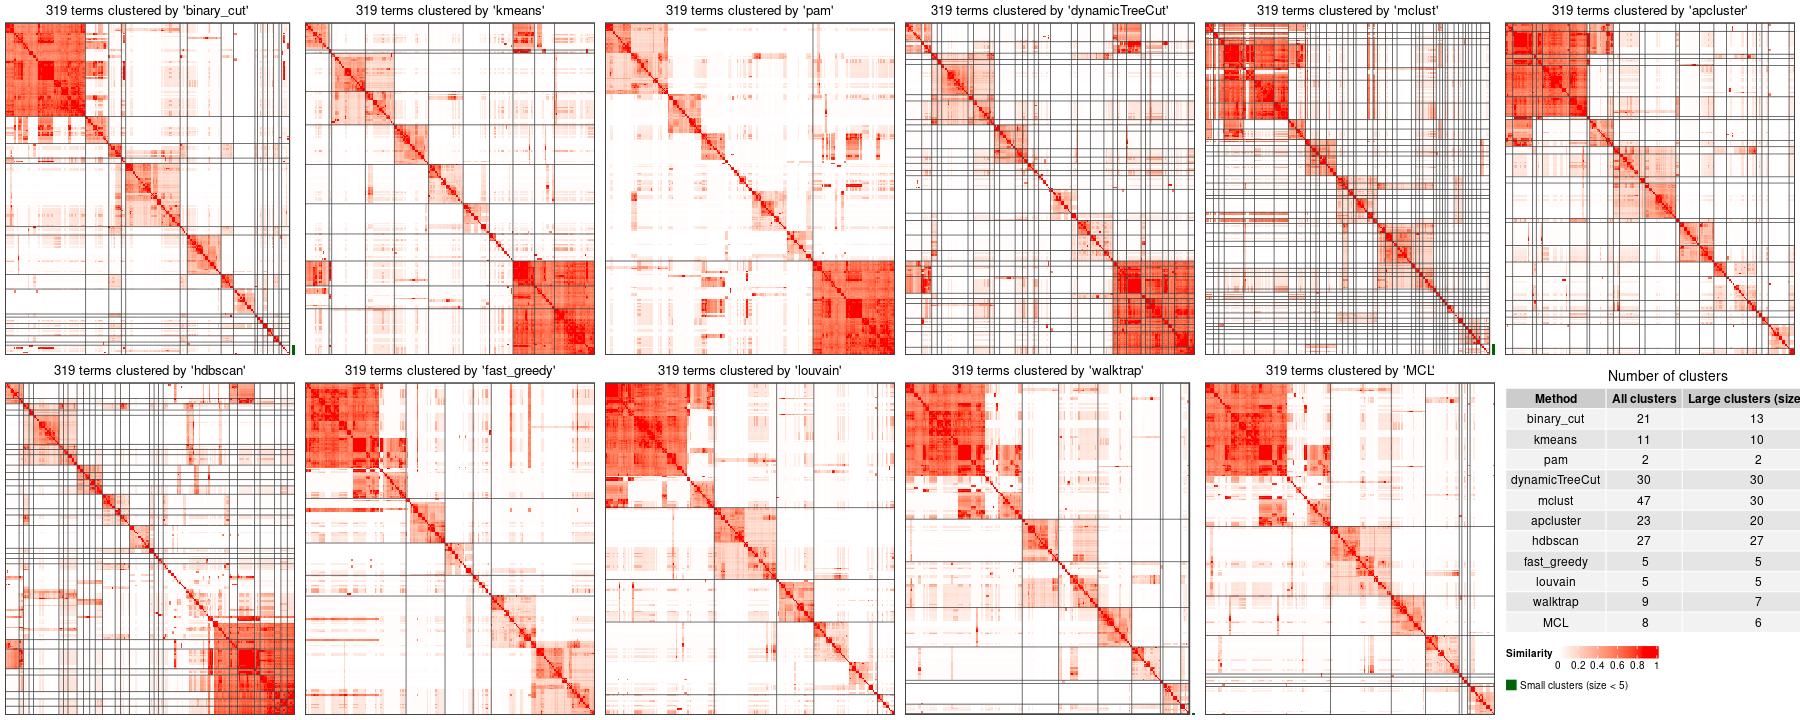 319 terms clustered by 'binary_cut'
319 terms clustered by 'kmeans'
319 terms clustered by 'pam'
319 terms clustered by 'dynamicTreeCut'
319 terms clustered by 'mclust'
319 terms clustered by 'apcluster'
319 terms clustered by 'hdbscan'
319 terms clustered by 'fast_greedy'
319 terms clustered by 'louvain'
319 terms clustered by 'walktrap'
319 terms clustered by 'MCL'
Number of clusters
Method All clusters Large clusters (size
binary_cut 21 13
kmeans 11 10
pam 2 2
dynamicTreeCut 30 30
mclust 47 30
apcluster 23 20
hdbscan 27 27
fast_greedy 5 5
louvain 5 5
walktrap 9 7
MCL 8 6
Similarity
0 0.2 0.4 0.6 0.8 1
Small clusters (size < 5)